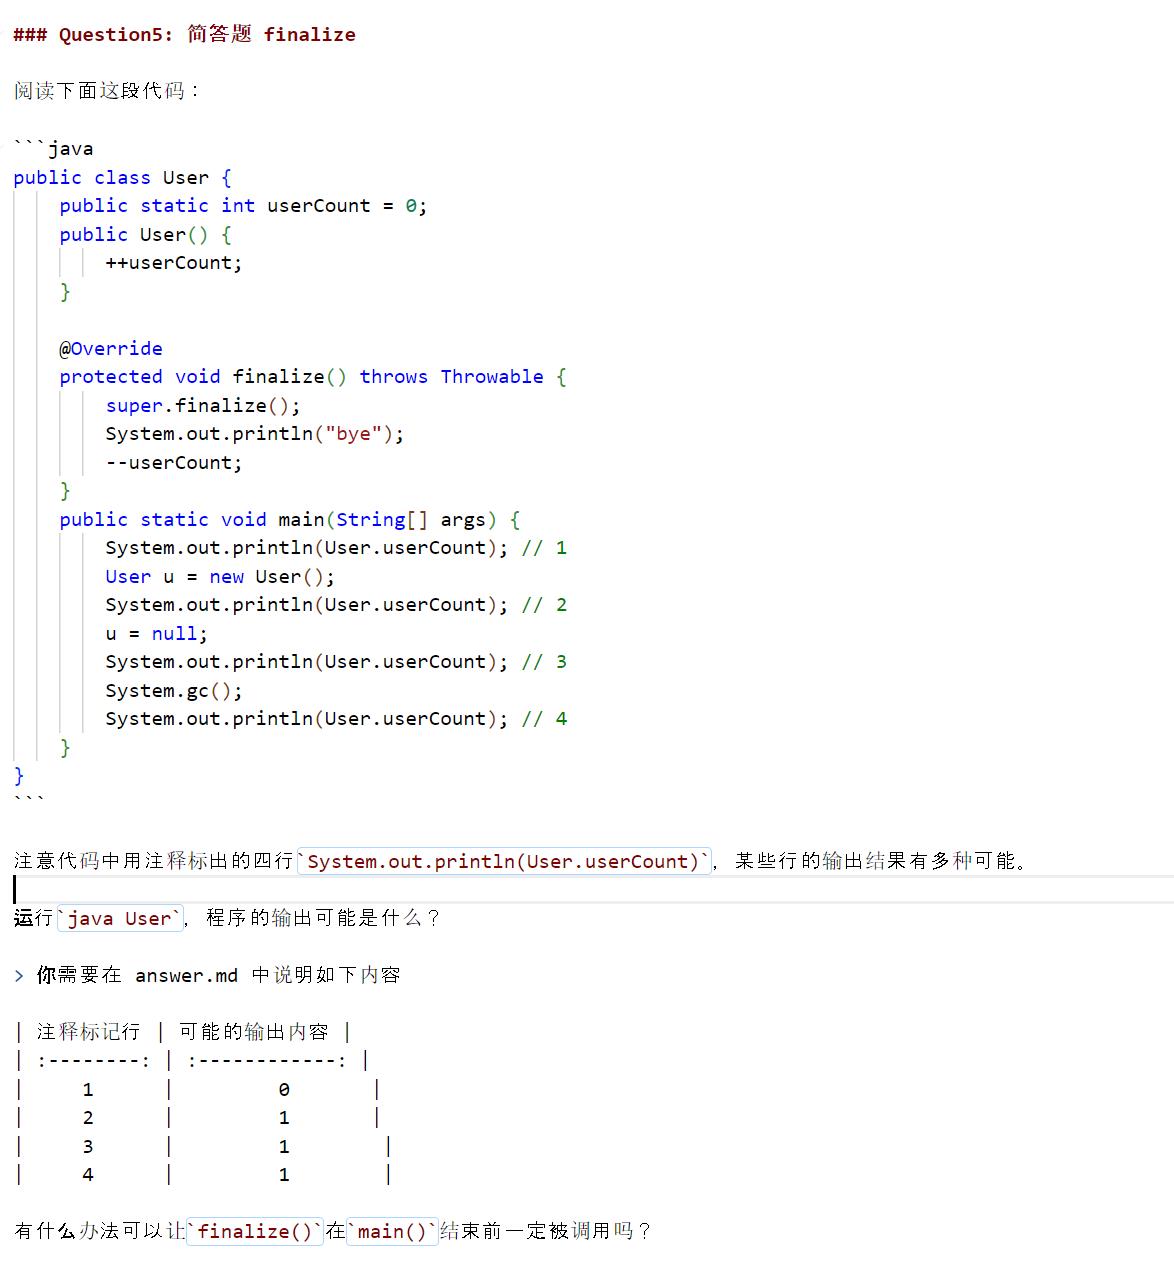 ### Question5: 简答题 finalize
阅读下面这段代码：
```java
public class User {
    public static int userCount = 0;
    public User() {
        ++userCount;
    }
    @Override
    protected void finalize() throws Throwable {
        super.finalize();
        System.out.println("bye");
        --userCount;
    }
    public static void main(String[] args) {
        System.out.println(User.userCount); // 1
        User u = new User();
        System.out.println(User.userCount); // 2
        u = null;
        System.out.println(User.userCount); // 3
        System.gc();
        System.out.println(User.userCount); // 4
    }
}
```
注意代码中用注释标出的四行`System.out.println(User.userCount)`，某些行的输出结果有多种可能。
运行`java User`，程序的输出可能是什么？
> 你需要在 answer.md 中说明如下内容
| 注释标记行 | 可能的输出内容 |
| :--------: | :------------: |
| 1 | 0 |
| 2 | 1 |
| 3 | 1 |
| 4 | 1 |
有什么办法可以让`finalize()`在`main()`结束前一定被调用吗？